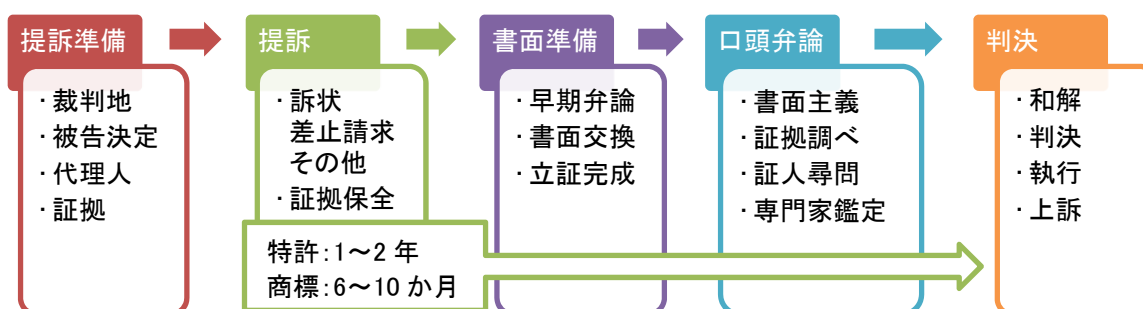 提訴準備
・裁判地
・被告決定
・代理人
・証拠
提訴
・訴状
差止請求
その他
・証拠保全
特許:1～2 年
商標:6～10 か月
書面準備
・早期弁論
・書面交換
・立証完成
口頭弁論
・書面主義
・証拠調べ
・証人尋問
・専門家鑑定
判決
・和解
・判決
・執行
・上訴